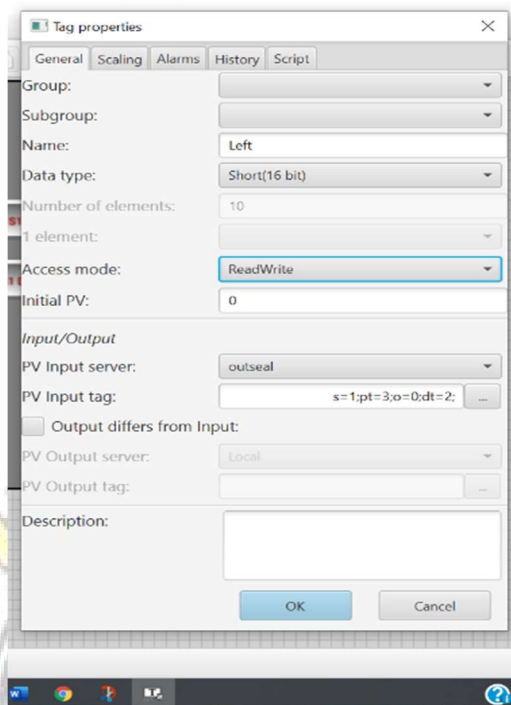 Tag properties
General Scaling Alarms History Script
Group:
Subgroup:
Name: Left
Data type: Short(16 bit)
Number of elements: 10
1 element:
Access mode: ReadWrite
Initial PV: 0
Input/Output
PV Input server: outseal
PV Input tag: s=1;pt=3;o=0;dt=2; ...
Output differs from Input:
PV Output server: Local
PV Output tag: ...
Description:
OK Cancel